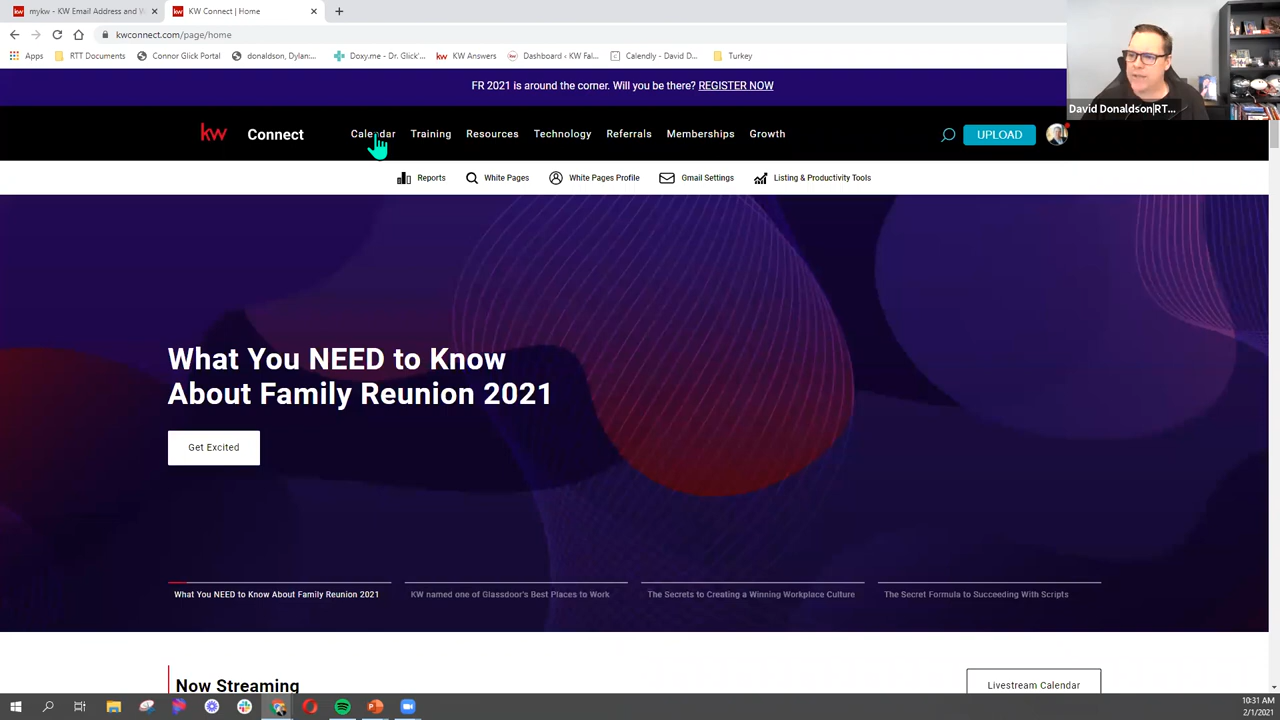 mykw - KW Email Address and W
KW Connect | Home
kwconnect.com/page/home
Apps
RTT Documents
Connor Glick Portal
donaldson, Dylan:...
Doxy.me - Dr. Glick'...
kw
KW Answers
Dashboard ‹ KW Fal...
Calendly - David D...
Turkey
David Donaldson|RT...
FR 2021 is around the corner. Will you be there? REGISTER NOW
kw Connect
Calendar
Training
Resources
Technology
Referrals
Memberships
Growth
UPLOAD
Reports
White Pages
White Pages Profile
Gmail Settings
Listing & Productivity Tools
What You NEED to Know
About Family Reunion 2021
Get Excited
What You NEED to Know About Family Reunion 2021
KW named one of Glassdoor's Best Places to Work
The Secrets to Creating a Winning Workplace Culture
The Secret Formula to Succeeding With Scripts
Now Streaming
Livestream Calendar
10:31 AM
2/1/2021